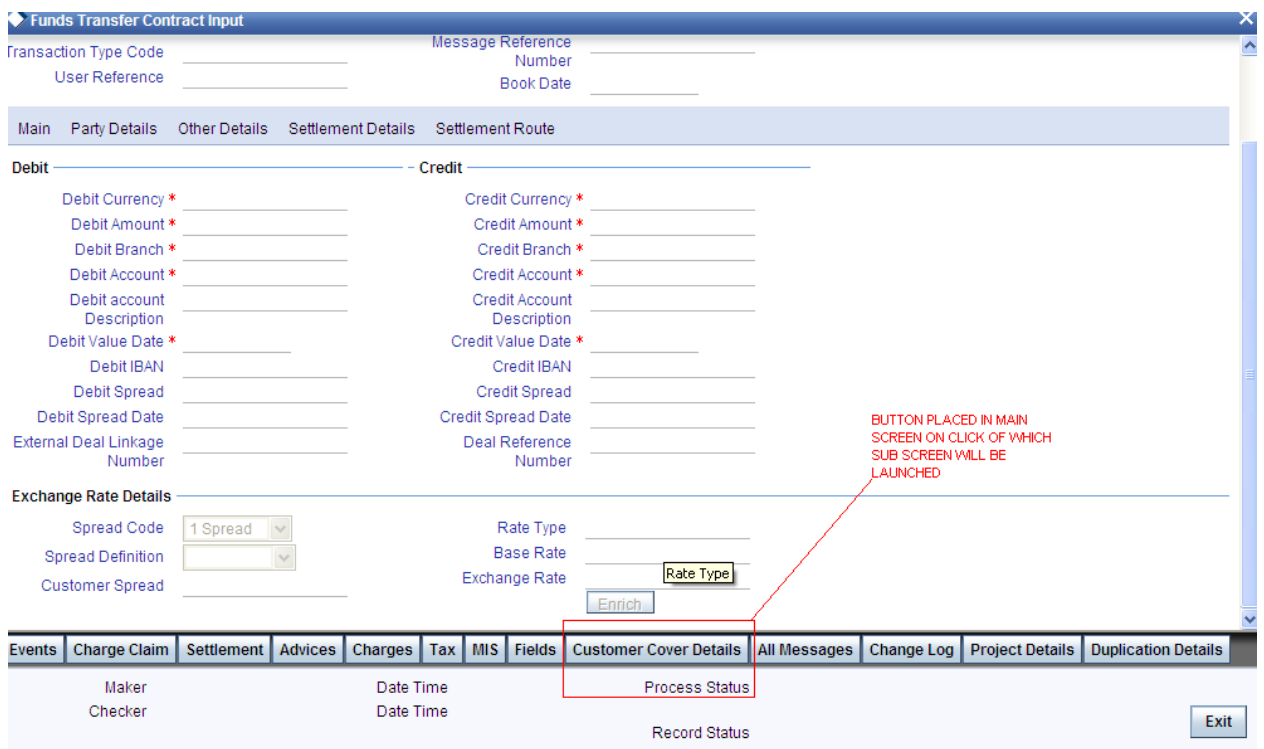 Funds Transfer Contract Input
Transaction Type Code
User Reference
Message Reference
Number
Book Date
Main Party Details Other Details Settlement Details Settlement Route
Debit
Debit Currency *
Debit Amount *
Debit Branch *
Debit Account *
Debit account
Description
Debit Value Date *
Debit IBAN
Debit Spread
Debit Spread Date
External Deal Linkage
Number
Credit
Credit Currency *
Credit Amount *
Credit Branch *
Credit Account *
Credit Account
Description
Credit Value Date *
Credit IBAN
Credit Spread
Credit Spread Date
Deal Reference
Number
BUTTON PLACED IN MAIN
SCREEN ON CLICK OF WHICH
SUB SCREEN WILL BE
LAUNCHED
Exchange Rate Details
Spread Code 1 Spread
Spread Definition
Customer Spread
Rate Type
Base Rate
Exchange Rate
Rate Type
Enrich
Events Charge Claim Settlement Advices Charges Tax MIS Fields Customer Cover Details All Messages Change Log Project Details Duplication Details
Maker Date Time Process Status
Checker Date Time
Record Status
Exit